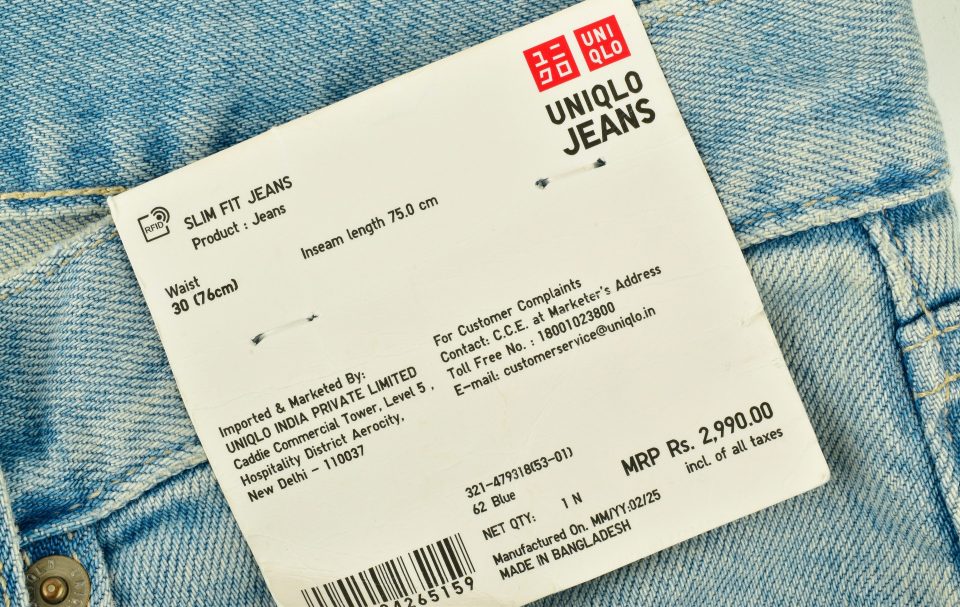 ユニ
クロ
UNI
QLO
UNIQLO
JEANS
RFID
SLIM FIT JEANS
Product : Jeans
Inseam length 75.0 cm
Waist
30 (76cm)
For Customer Complaints
Contact: C.C.E. at Marketer's Address
Toll Free No. : 18001023800
E-mail: customerservice@uniqlo.in
Imported & Marketed By:
UNIQLO INDIA PRIVATE LIMITED
Caddie Commercial Tower, Level 5 ,
Hospitality District Aerocity,
New Delhi - 110037
321-479318(53-01)
62 Blue
NET QTY: 1 N
MRP Rs. 2,990.00
incl. of all taxes
Manufactured On. MM/YY:02/25
MADE IN BANGLADESH